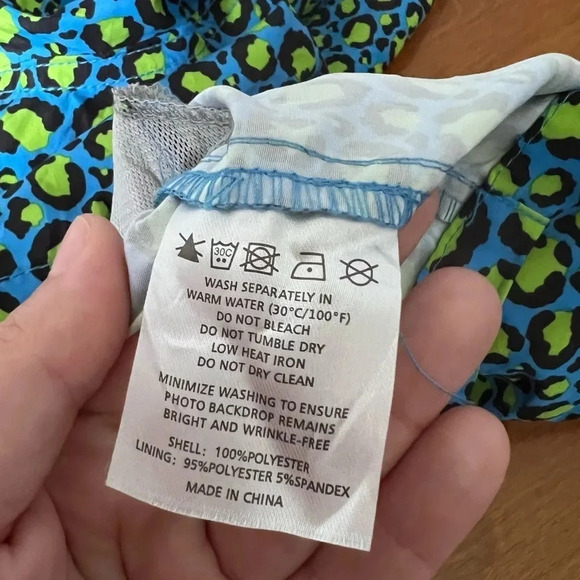 30C
WASH SEPARATELY IN
WARM WATER (30°C/100°F)
DO NOT BLEACH
DO NOT TUMBLE DRY
LOW HEAT IRON
DO NOT DRY CLEAN
MINIMIZE WASHING TO ENSURE
PHOTO BACKDROP REMAINS
BRIGHT AND WRINKLE-FREE
SHELL: 100%POLYESTER
LINING: 95%POLYESTER 5%SPANDEX
MADE IN CHINA